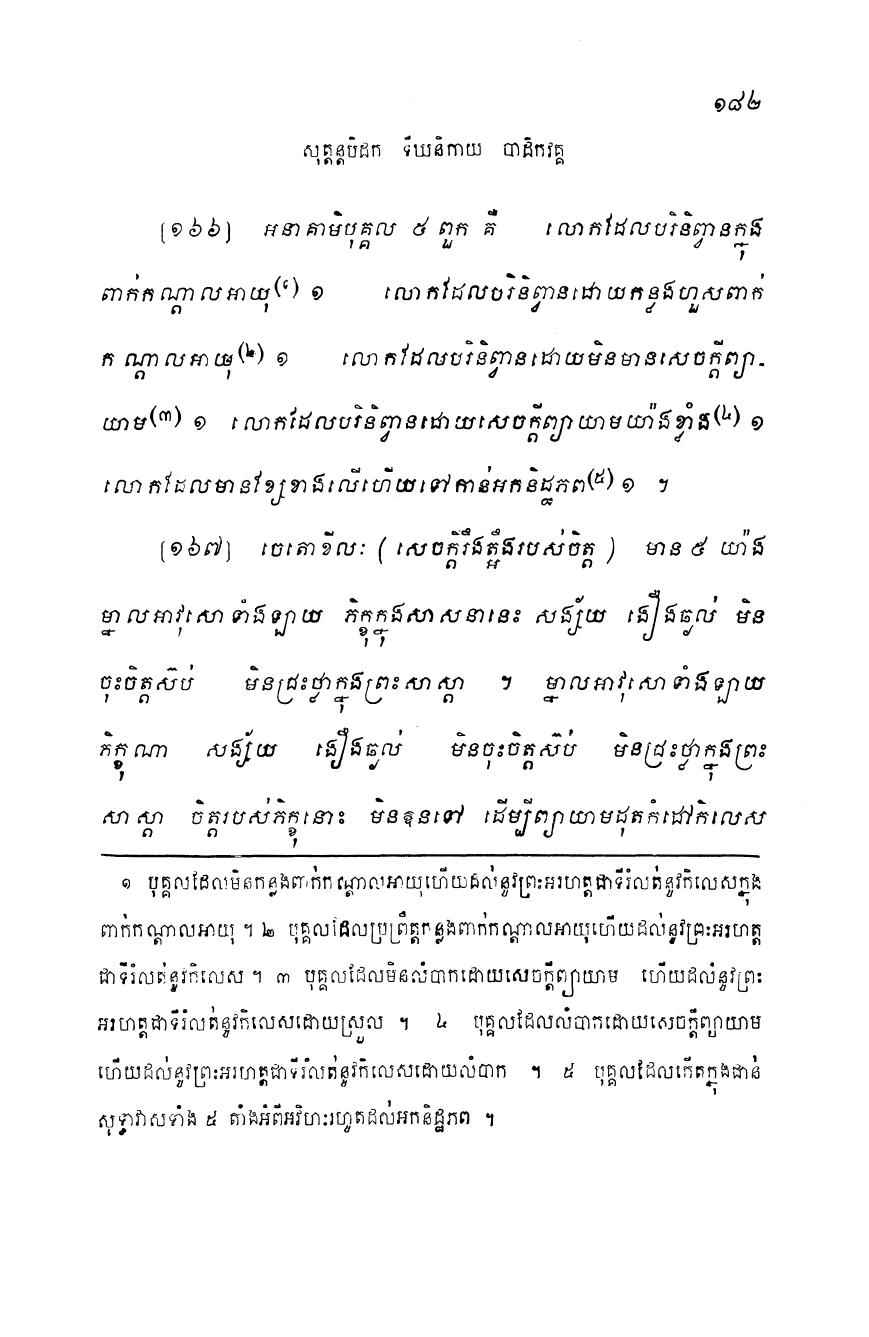 ១៨២
សុត្តន្តបិដក ទីឃនិកាយ បាដិកវគ្គ
[១៦៦] អនាគាមិបុគ្គល ៥ ពួក គឺ លោកដែលបរិនិព្វានក្នុង
ពាក់កណ្តាលអាយុ(១) ១ លោកដែលបរិនិព្វានដោយកន្លងហួសពាក់
កណ្តាលអាយុ(២) ១ លោកដែលបរិនិព្វានដោយមិនមានសេចក្តីព្យា-
យាម(៣) ១ លោកដែលបរិនិព្វានដោយសេចក្តីព្យាយាមយ៉ាងខ្លាំង(៤) ១
លោកដែលមានខ្សែខាងលើហើយទៅកាន់អកនិដ្ឋភព(៥) ១ ។
[១៦៧] ចេតោខីលៈ ( សេចក្តីរឹងត្អឹងរបស់ចិត្ត ) មាន ៥ យ៉ាង
ម្នាលអាវុសោទាំងឡាយ ភិក្ខុក្នុងសាសនានេះ សង្ស័យ ងឿងឆ្ងល់ មិន
ចុះចិត្តស៊ប់ មិនជ្រះថ្លាក្នុងព្រះសាស្តា ។ ម្នាលអាវុសោទាំងឡាយ
ភិក្ខុណា សង្ស័យ ងឿងឆ្ងល់ មិនចុះចិត្តស៊ប់ មិនជ្រះថ្លាក្នុងព្រះ
សាស្តា ចិត្តរបស់ភិក្ខុនោះ មិនឱនទៅ ដើម្បីព្យាយាមដុតកំដៅកិលេស
១ បុគ្គលដែលមិនកន្លងពាក់កណ្តាលអាយុហើយដល់នូវព្រះអរហត្តជាទីរំលត់នូវកិលេសក្នុង
ពាក់កណ្តាលអាយុ ។ ២ បុគ្គលដែលប្រព្រឹត្តកន្លងពាក់កណ្តាលអាយុហើយដល់នូវព្រះអរហត្ត
ជាទីរំលត់នូវកិលេស ។ ៣ បុគ្គលដែលមិនលំបាកដោយសេចក្តីព្យាយាម ហើយដល់នូវព្រះ
អរហត្តជាទីរំលត់នូវកិលេសដោយស្រួល ។ ៤ បុគ្គលដែលលំបាកដោយសេចក្តីព្យាយាម
ហើយដល់នូវព្រះអរហត្តជាទីរំលត់នូវកិលេសដោយលំបាក ។ ៥ បុគ្គលដែលកើតក្នុងជាន់
សុទ្ធាវាសទាំង ៥ តាំងអំពីអវិហៈរហូតដល់អកនិដ្ឋភព ។